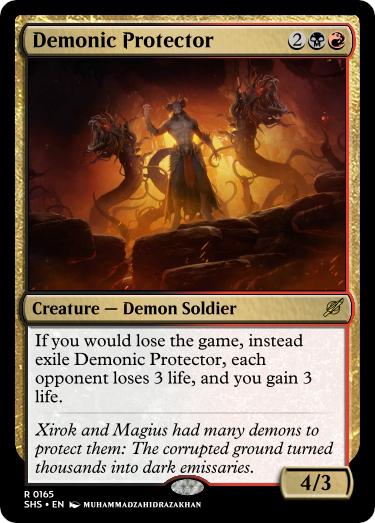 Demonic Protector 2
Creature — Demon Soldier
If you would lose the game, instead
exile Demonic Protector, each
opponent loses 3 life, and you gain 3
life.
Xirok and Magius had many demons to
protect them: The corrupted ground turned
thousands into dark emissaries.
4/3
R 0165
SHS • EN MUHAMMADZAHIDRAZAKHAN